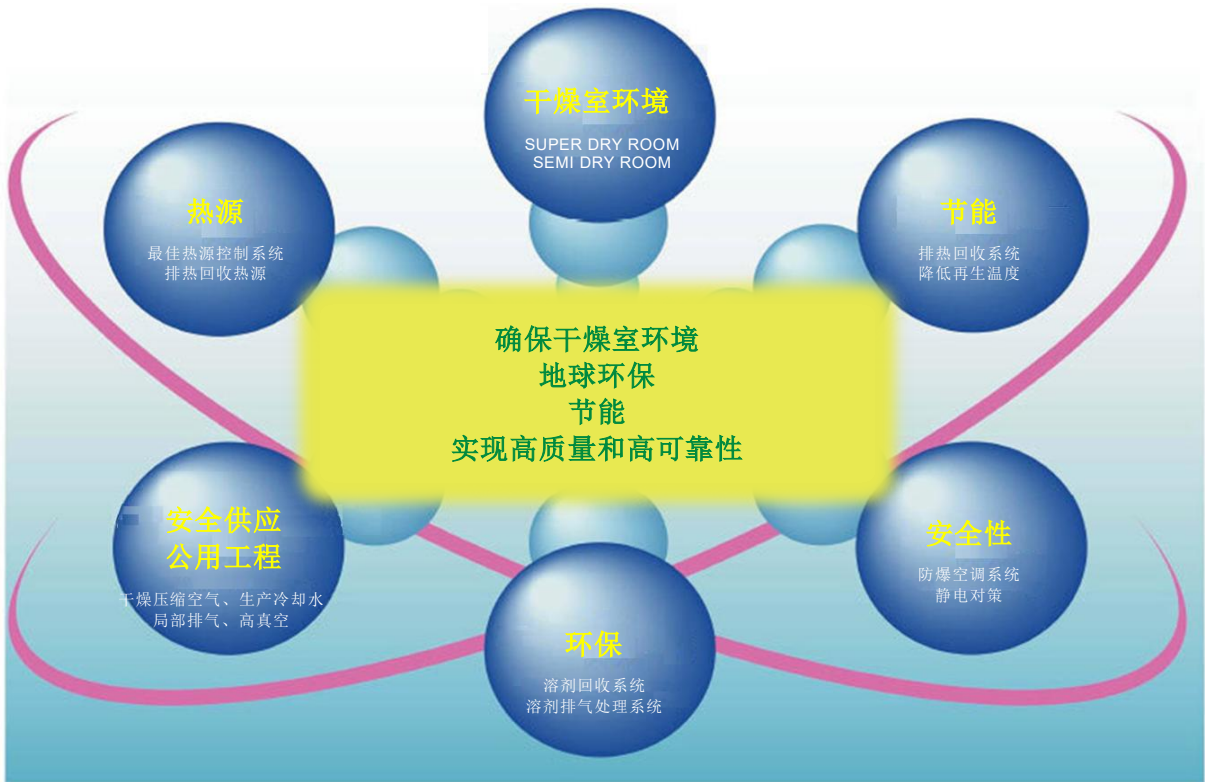 干燥室环境
SUPER DRY ROOM
SEMI DRY ROOM
热源
最佳热源控制系统
排热回收热源
节能
排热回收系统
降低再生温度
确保干燥室环境
地球环保
节能
实现高质量和高可靠性
安全供应
公用工程
干燥压缩空气、生产冷却水
局部排气、高真空
安全性
防爆空调系统
静电对策
环保
溶剂回收系统
溶剂排气处理系统